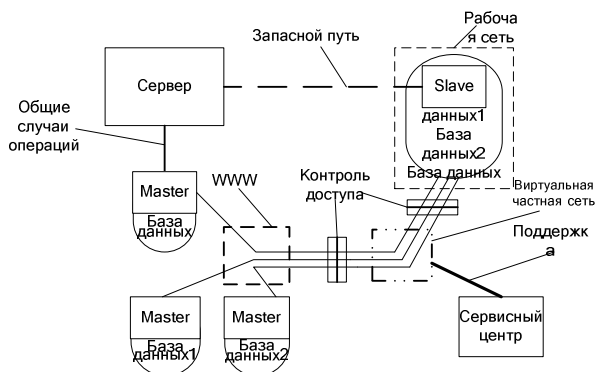 Рабоча
я сеть
Запасной путь
Сервер
Slave
данных1
База
данных2
База данных
Общие
случаи
операций
Master
База
данных
WWW
Контроль
доступа
Виртуальная
частная сеть
Поддержк
а
Master
База
данных1
Master
База
данных2
Сервисный
центр